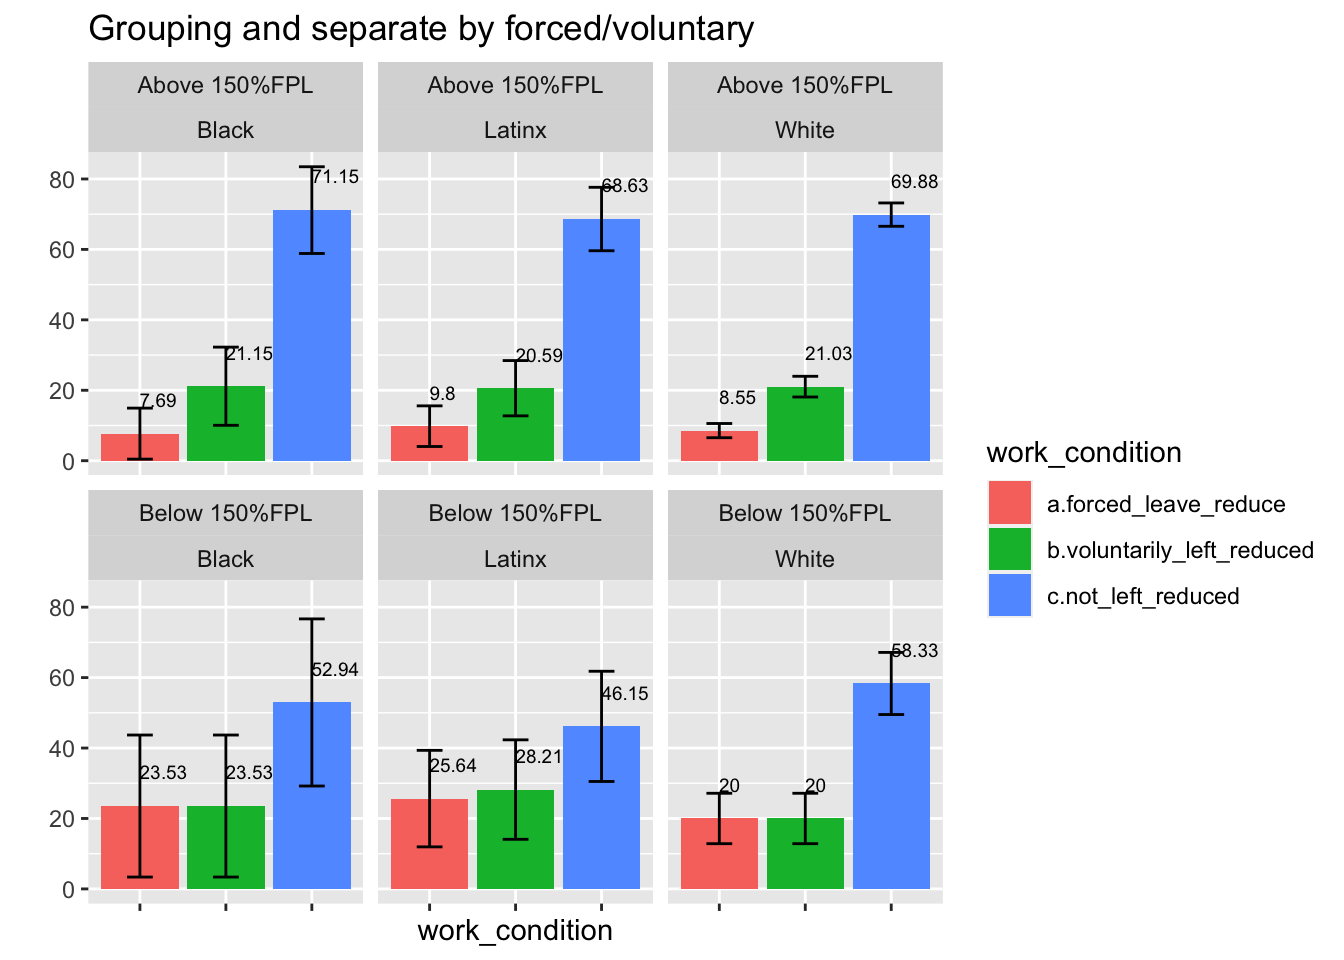 Grouping and separate by forced/voluntary
Above 150%FPL
Black
Above 150%FPL
Latinx
Above 150%FPL
White
80
60
40
20
0
7.69
21.15
71.15
9.8
20.59
68.63
8.55
21.03
69.88
Below 150%FPL
Black
Below 150%FPL
Latinx
Below 150%FPL
White
80
60
40
20
0
23.53
23.53
52.94
25.64
28.21
46.15
20
20
58.33
work_condition
work_condition
a.forced_leave_reduce
b.voluntarily_left_reduced
c.not_left_reduced